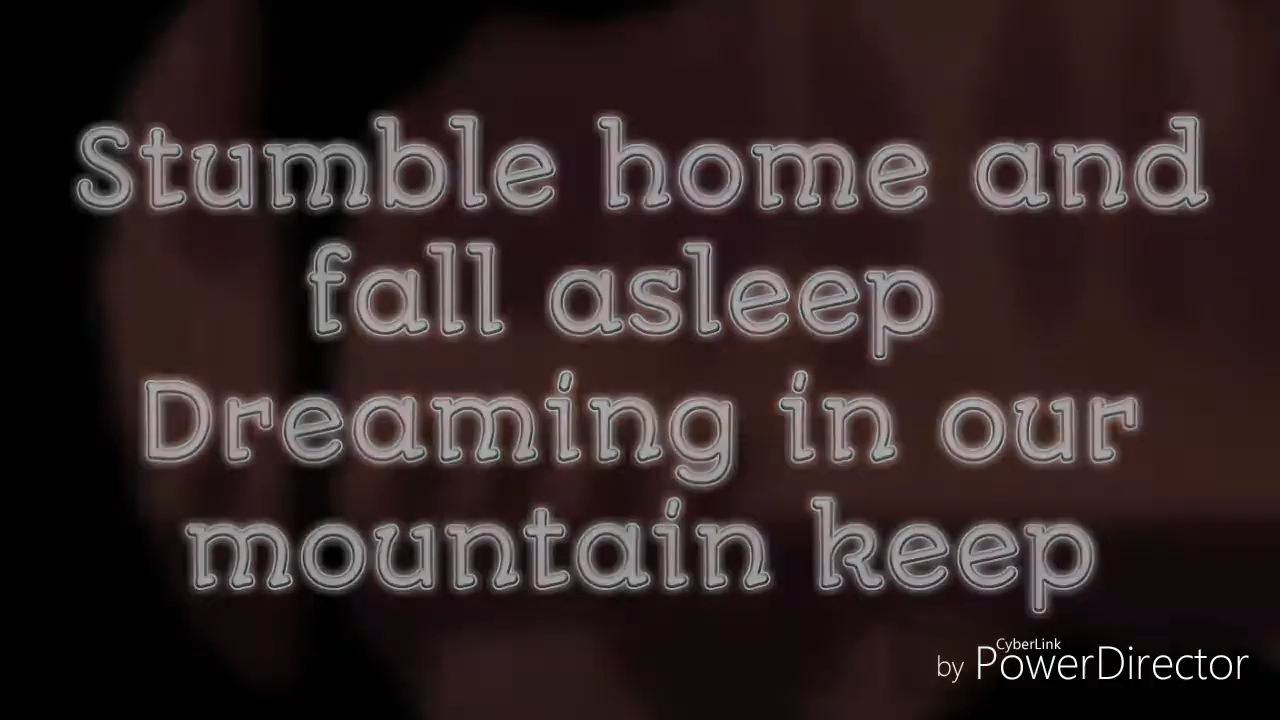 Stumble home and
fall asleep
Dreaming in our
mountain keep
CyberLink
by PowerDirector